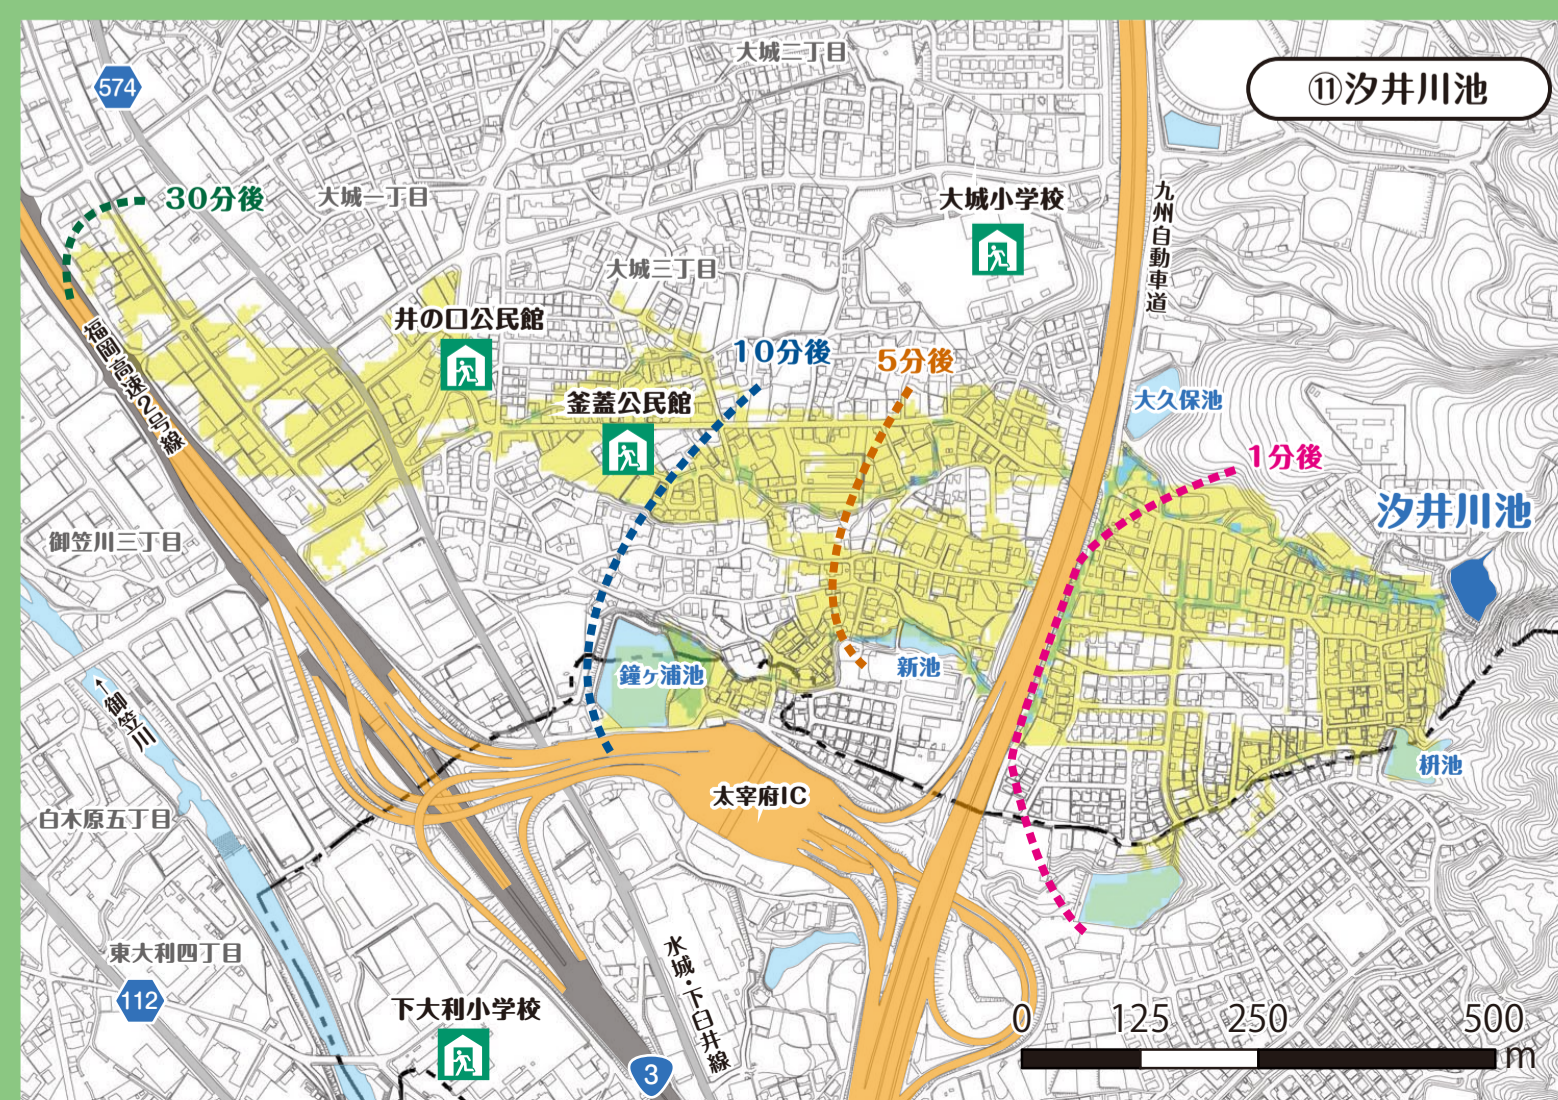 ⑪汐井川池
大城二丁目
574
30分後
大城一丁目
大城小学校
九州自動車道
大城三丁目
井の口公民館
10分後
5分後
福岡高速2号線
釜蓋公民館
大久保池
1分後
汐井川池
御笠川三丁目
鐘ヶ浦池
新池
↑御笠川
枡池
太宰府IC
白木原五丁目
東大利四丁目
112
水城・下臼井線
下大利小学校
3
0 125 250 500
m